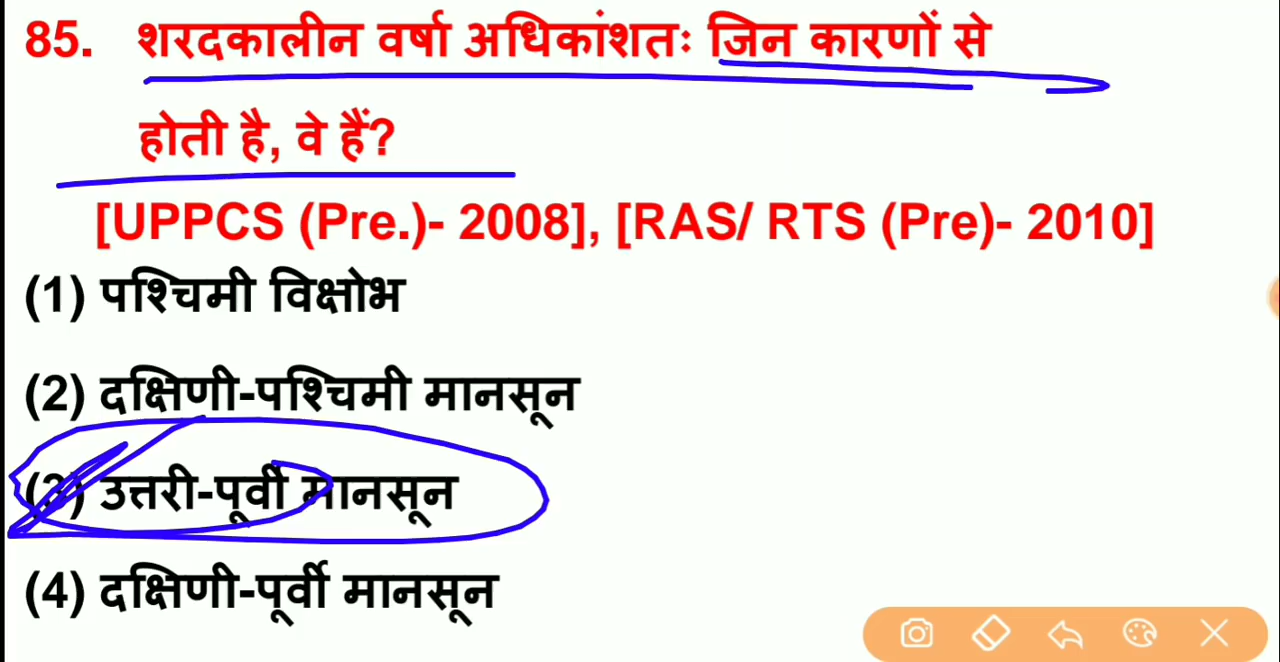 85. शरदकालीन वर्षा अधिकांशतः जिन कारणों से
होती है, वे हैं?
[UPPCS (Pre.)- 2008], [RAS/ RTS (Pre)- 2010]
(1) पश्चिमी विक्षोभ
(2) दक्षिणी-पश्चिमी मानसून
(3) उत्तरी-पूर्वी मानसून
(4) दक्षिणी-पूर्वी मानसून